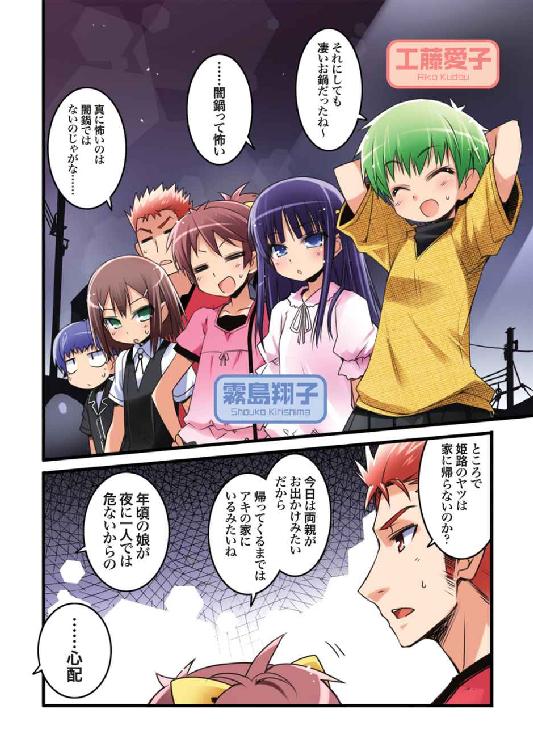 工藤愛子
Aiko Kudou
それにしても
凄いお鍋だったね～
……闇鍋って怖い
真に怖いのは
闇鍋では
ないのじゃがな……
霧島翔子
Shouko Kirishima
ところで
姫路のヤツは
家に帰らないのか？
今日は両親が
お出かけみたい
だから
帰ってくるまでは
アキの家に
いるみたいね
年頃の娘が
夜に一人では
危ないからの
……心配